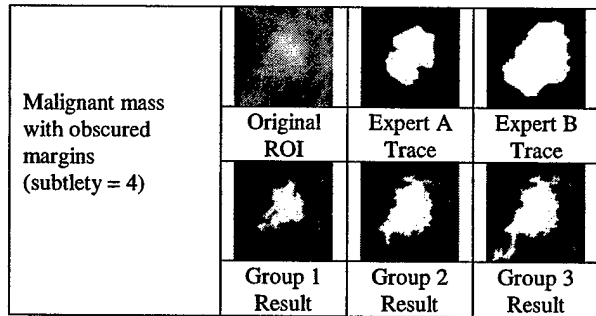 Malignant mass
with obscured
margins
(subtlety = 4)
Original
ROI
Expert A
Trace
Expert B
Trace
Group 1
Result
Group 2
Result
Group 3
Result